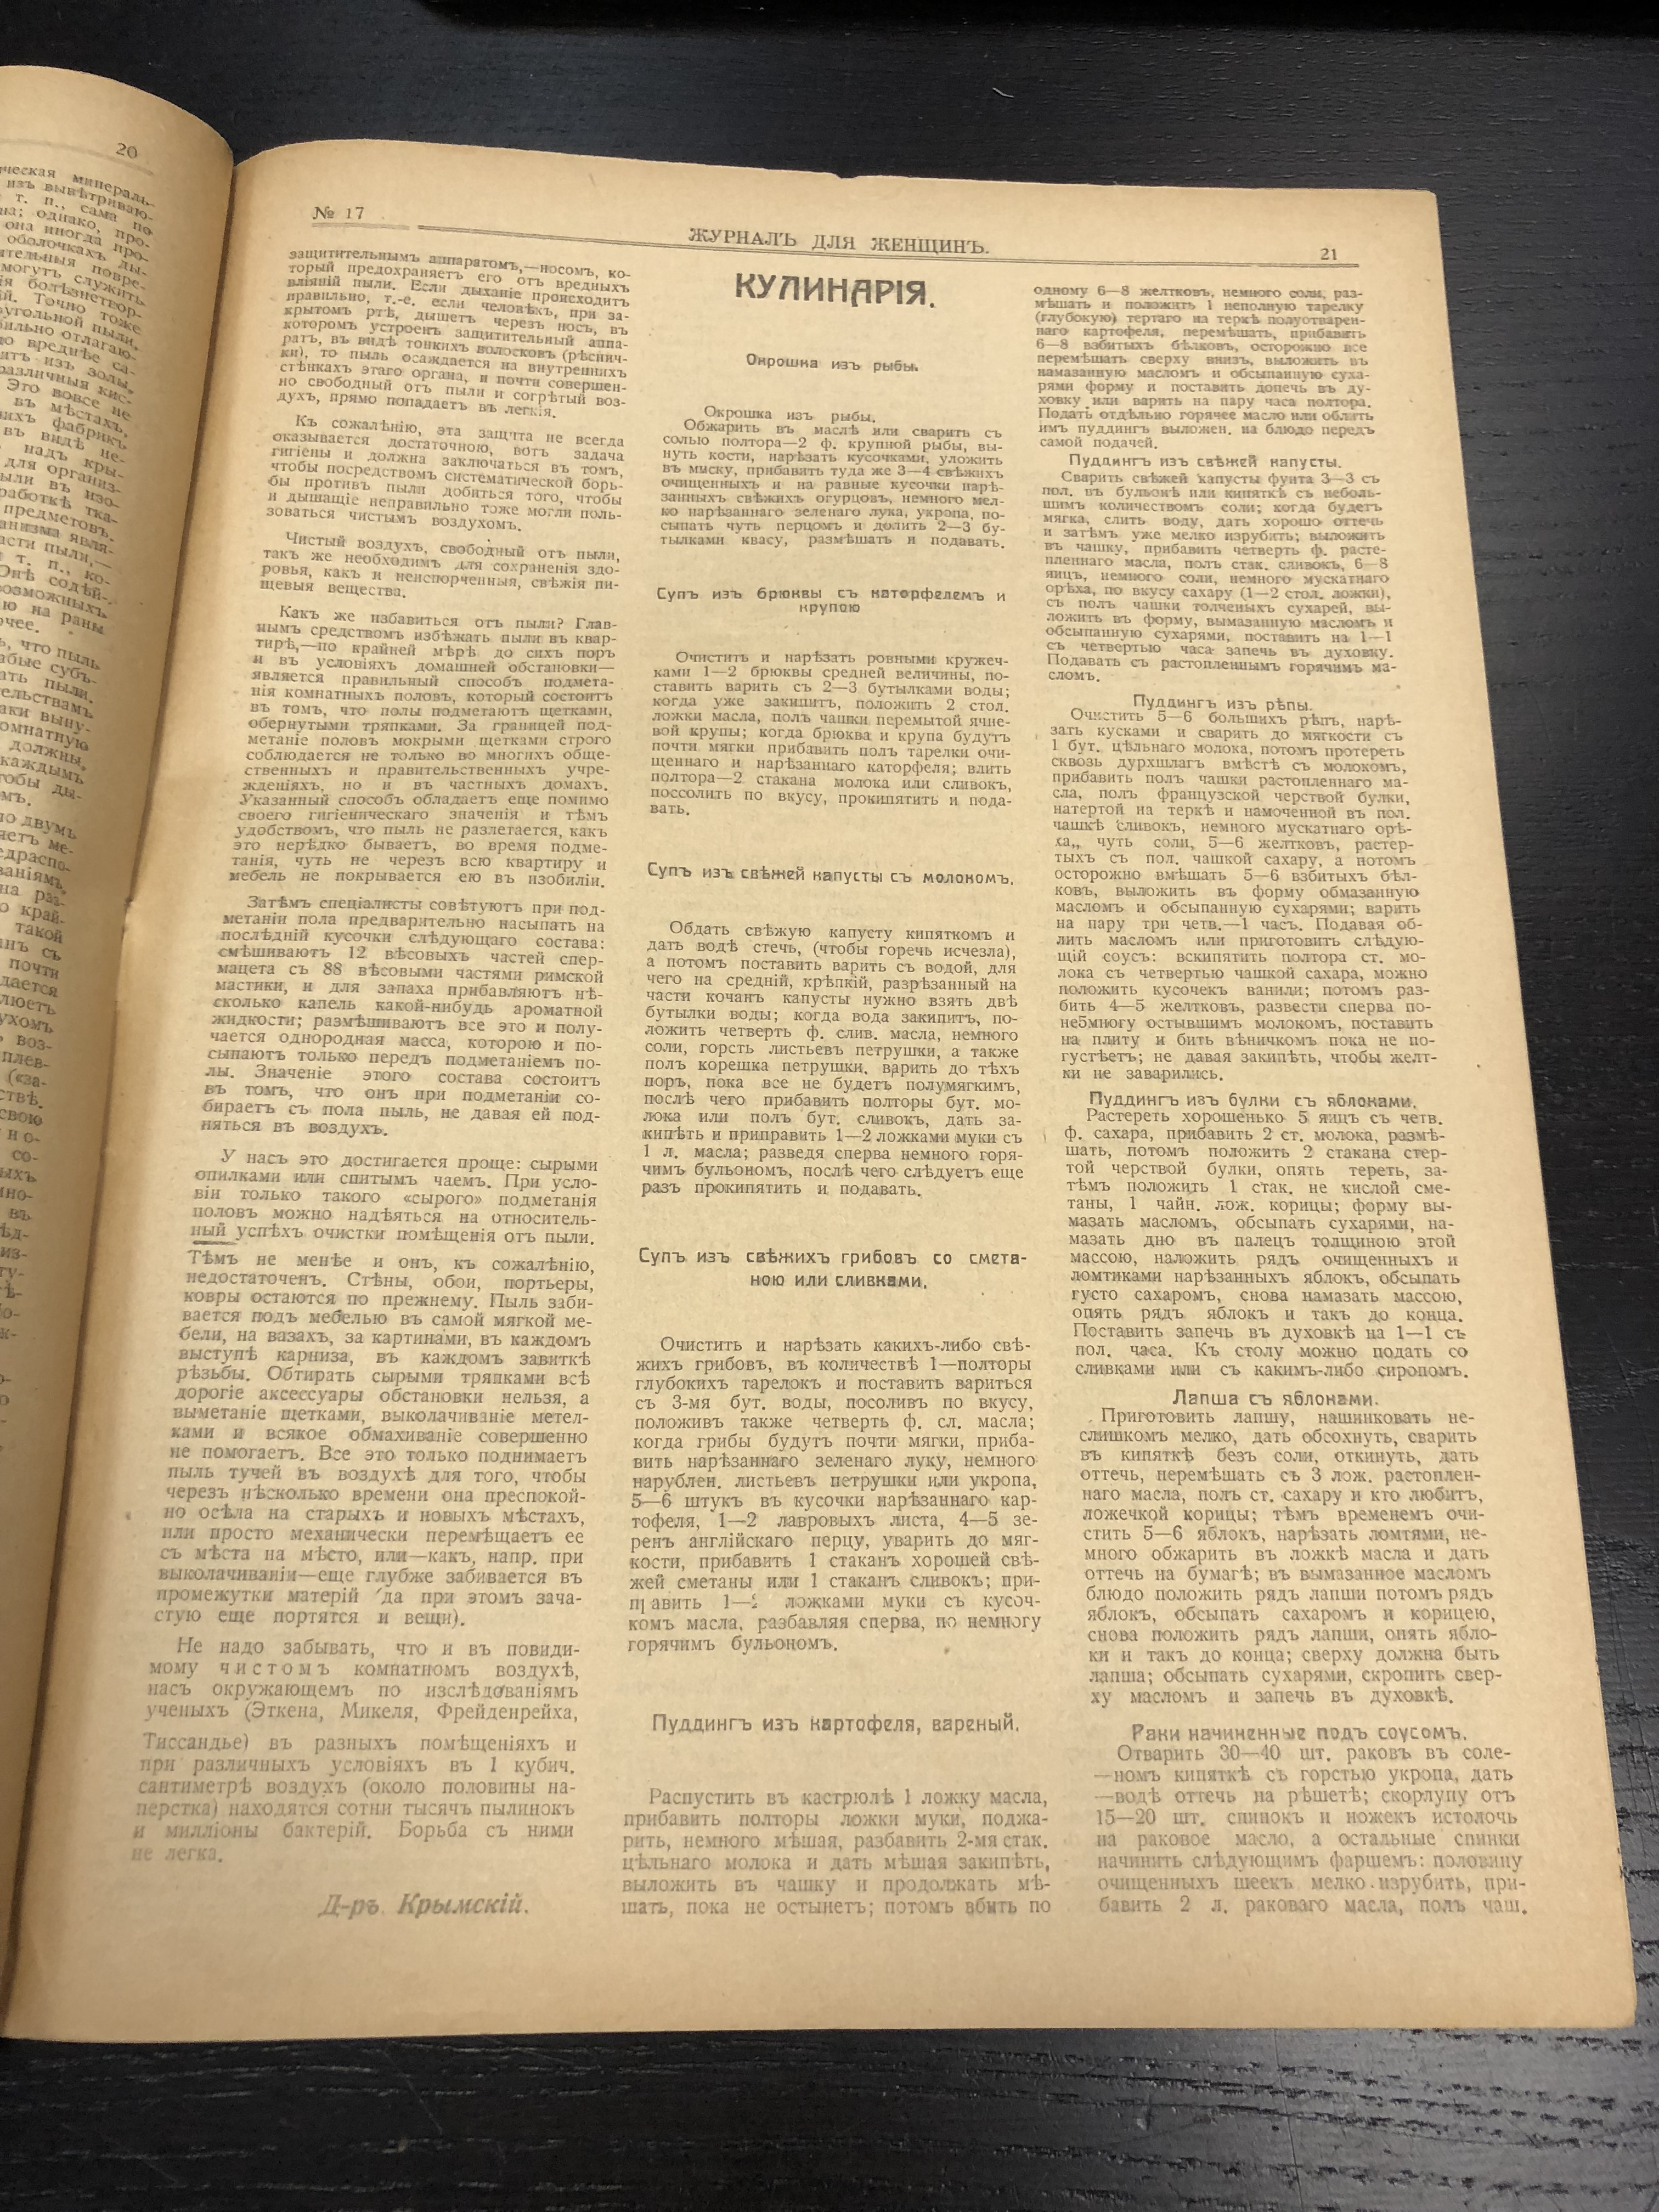 20
ческая минераль-
изъ вывѣтриваю-
т. п., сама по
на; однако, про-
она иногда про-
оболочкахъ ды-
могутъ служить
Точно тоже
угольной пыли,
но вреднѣе са-
изъ золы,
Это вовсе не
въ мѣстахъ,
фабрикъ
въ видѣ не-
надъ кры-
для организ-
предметовъ.
т. п., ко-
на раны
что пыль
№ 17
ЖУРНАЛЪ ДЛЯ ЖЕНЩИНЪ.
21
защитительнымъ аппаратомъ,—носомъ, ко-
торый предохраняетъ его отъ вредныхъ
вліяній пыли. Если дыханіе происходитъ
правильно, т.-е. если человѣкъ, при за-
крытомъ ртѣ, дышетъ черезъ носъ, въ
которомъ устроенъ защитительный аппа-
ратъ, въ видѣ тонкихъ волосковъ (рѣснич-
ки), то пыль осаждается на внутреннихъ
стѣнкахъ этаго органа, и почти совершен-
но свободный отъ пыли и согрѣтый воз-
духъ, прямо попадаетъ въ легкія.
Къ сожалѣнію, эта защита не всегда
оказывается достаточною, вотъ задача
гигіены и должна заключаться въ томъ,
чтобы посредствомъ систематической борь-
бы противъ пыли добиться того, чтобы
и дышащіе неправильно тоже могли поль-
зоваться чистымъ воздухомъ.
Чистый воздухъ, свободный отъ пыли,
такъ же необходимъ для сохраненія здо-
ровья, какъ и неиспорченныя, свѣжія пи-
щевыя вещества.
Какъ же избавиться отъ пыли? Глав-
нымъ средствомъ избѣжать пыли въ квар-
тирѣ,—по крайней мѣрѣ до сихъ поръ
и въ условіяхъ домашней обстановки—
является правильный способъ подмета-
нія комнатныхъ половъ, который состоитъ
въ томъ, что полы подметаютъ щетками,
обернутыми тряпками. За границей под-
метаніе половъ мокрыми щетками строго
соблюдается не только во многихъ обще-
ственныхъ и правительственныхъ учре-
жденіяхъ, но и въ частныхъ домахъ.
Указанный способъ обладаетъ еще помимо
своего гигіеническаго значенія и тѣмъ
удобствомъ, что пыль не разлетается, какъ
это нерѣдко бываетъ, во время подме-
танія, чуть не черезъ всю квартиру и
мебель не покрывается ею въ изобиліи.
Затѣмъ спеціалисты совѣтуютъ при под-
метаніи пола предварительно насыпать на
послѣдній кусочки слѣдующаго состава:
смѣшиваютъ 12 вѣсовыхъ частей спер-
мацета съ 88 вѣсовыми частями римской
мастики, и для запаха прибавляютъ нѣ-
сколько капель какой-нибудь ароматной
жидкости; размѣшиваютъ все это и полу-
чается однородная масса, которою и по-
сыпаютъ только передъ подметаніемъ по-
лы. Значеніе этого состава состоитъ
въ томъ, что онъ при подметаніи со-
бираетъ съ пола пыль, не давая ей под-
няться въ воздухъ.
У насъ это достигается проще: сырыми
опилками или спитымъ чаемъ. При усло-
віи только такого «сырого» подметанія
половъ можно надѣяться на относитель-
ный успѣхъ очистки помѣщенія отъ пыли.
Тѣмъ не менѣе и онъ, къ сожалѣнію,
недостаточенъ. Стѣны, обои, портьеры,
ковры остаются по прежнему. Пыль заби-
вается подъ мебелью въ самой мягкой ме-
бели, на вазахъ, за картинами, въ каждомъ
выступѣ карниза, въ каждомъ завиткѣ
рѣзьбы. Обтирать сырыми тряпками всѣ
дорогіе аксессуары обстановки нельзя, а
выметаніе щетками, выколачиваніе метел-
ками и всякое обмахиваніе совершенно
не помогаетъ. Все это только поднимаетъ
пыль тучей въ воздухѣ для того, чтобы
черезъ нѣсколько времени она преспокой-
но осѣла на старыхъ и новыхъ мѣстахъ,
или просто механически перемѣщаетъ ее
съ мѣста на мѣсто, или—какъ, напр. при
выколачиваніи—еще глубже забивается въ
промежутки матерій да при этомъ зача-
стую еще портятся и вещи).
Не надо забывать, что и въ повиди-
мому чистомъ комнатномъ воздухѣ,
насъ окружающемъ по изслѣдованіямъ
ученыхъ (Эткена, Микеля, Фрейденрейха,
Тиссандье) въ разныхъ помѣщеніяхъ и
при различныхъ условіяхъ въ 1 кубич.
сантиметрѣ воздухъ (около половины на-
перстка) находятся сотни тысячъ пылинокъ
и милліоны бактерій. Борьба съ ними
не легка.
Д-ръ Крымскій.
КУЛИНАРІЯ.
Окрошка изъ рыбы.
Окрошка изъ рыбы.
Обжарить въ маслѣ или сварить съ
солью полтора—2 ф. крупной рыбы, вы-
нуть кости, нарѣзать кусочками, уложить
въ миску, прибавить туда же 3—4 свѣжихъ
очищенныхъ и на равные кусочки нарѣ-
занныхъ свѣжихъ огурцовъ, немного мел-
ко нарѣзаннаго зеленаго лука, укропа, по-
сыпать чуть перцомъ и долить 2—3 бу-
тылками квасу, размѣшать и подавать.
Супъ изъ брюквы съ каторфелемъ и
крупою
Очистить и нарѣзать ровными кружеч-
ками 1—2 брюквы средней величины, по-
ставить варить съ 2—3 бутылками воды;
когда уже закипитъ, положить 2 стол.
ложки масла, полъ чашки перемытой ячне-
вой крупы; когда брюква и крупа будутъ
почти мягки прибавить полъ тарелки очи-
щеннаго и нарѣзаннаго каторфеля; влить
полтора—2 стакана молока или сливокъ,
поссолить по вкусу, прокипятить и пода-
вать.
Супъ изъ свѣжей капусты съ молокомъ.
Обдать свѣжую капусту кипяткомъ и
дать водѣ стечь, (чтобы горечь исчезла),
а потомъ поставить варить съ водой, для
чего на средній, крѣпкій, разрѣзанный на
части кочанъ капусты нужно взять двѣ
бутылки воды; когда вода закипитъ, по-
ложить четверть ф. слив. масла, немного
соли, горсть листьевъ петрушки, а также
полъ корешка петрушки. варить до тѣхъ
поръ, пока все не будетъ полумягкимъ,
послѣ чего прибавить полторы бут. мо-
лока или полъ бут. сливокъ, дать за-
кипѣть и приправить 1—2 ложками муки съ
1 л. масла; разведя сперва немного горя-
чимъ бульономъ, послѣ чего слѣдуетъ еще
разъ прокипятить и подавать.
Супъ изъ свѣжихъ грибовъ со смета-
ною или сливками.
Очистить и нарѣзать какихъ-либо свѣ-
жихъ грибовъ, въ количествѣ 1—полторы
глубокихъ тарелокъ и поставить вариться
съ 3-мя бут. воды, посоливъ по вкусу,
положивъ также четверть ф. сл. масла;
когда грибы будутъ почти мягки, приба-
вить нарѣзаннаго зеленаго луку, немного
нарублен. листьевъ петрушки или укропа,
5—6 штукъ въ кусочки нарѣзаннаго кар-
тофеля, 1—2 лавровыхъ листа, 4—5 зе-
ренъ англійскаго перцу, уварить до мяг-
кости, прибавить 1 стаканъ хорошей свѣ-
жей сметаны или 1 стаканъ сливокъ; при-
править 1—2 ложками муки съ кусоч-
комъ масла, разбавляя сперва, по немногу
горячимъ бульономъ.
Пуддингъ изъ картофеля, вареный.
Распустить въ кастрюлѣ 1 ложку масла,
прибавить полторы ложки муки, поджа-
рить, немного мѣшая, разбавить 2-мя стак.
цѣльнаго молока и дать мѣшая закипѣть,
выложить въ чашку и продолжать мѣ-
шать, пока не остынетъ; потомъ вбить по
одному 6—8 желтковъ, немного соли, раз-
мѣшать и положить 1 неполную тарелку
(глубокую) тертаго на теркѣ полуотварен-
наго картофеля, перемѣшать, прибавить
6—8 взбитыхъ бѣлковъ, осторожно все
перемѣшать сверху внизъ, выложить въ
намазанную масломъ и обсыпанную суха-
рями форму и поставить допечь въ ду-
ховку или варить на пару часа полтора.
Подать отдѣльно горячее масло или облить
имъ пуддингъ выложен. на блюдо передъ
самой подачей.
Пуддингъ изъ свѣжей капусты.
Сварить свѣжей капусты фунта 3—3 съ
пол. въ бульонѣ или кипяткѣ съ неболь-
шимъ количествомъ соли; когда будетъ
мягка, слить воду, дать хорошо оттечь
и затѣмъ уже мелко изрубить; выложить
въ чашку, прибавить четверть ф. расте-
пленнаго масла, полъ стак. сливокъ, 6—8
яицъ, немного соли, немного мускатнаго
орѣха, по вкусу сахару (1—2 стол. ложки),
съ полъ чашки толченыхъ сухарей, вы-
ложить въ форму, вымазанную масломъ и
обсыпанную сухарями, поставить на 1—1
съ четвертью часа запечь въ духовку.
Подавать съ растопленнымъ горячимъ ма-
сломъ.
Пуддингъ изъ рѣпы.
Очистить 5—6 большихъ рѣпъ, нарѣ-
зать кусками и сварить до мягкости съ
1 бут. цѣльнаго молока, потомъ протереть
сквозь дурхшлагъ вмѣстѣ съ молокомъ,
прибавить полъ чашки растопленнаго ма-
сла, полъ французской черствой булки,
натертой на теркѣ и намоченной въ пол.
чашкѣ сливокъ, немного мускатнаго орѣ-
ха,, чуть соли, 5—6 желтковъ, растер-
тыхъ съ пол. чашкой сахару, а потомъ
осторожно вмѣшать 5—6 взбитыхъ бѣл-
ковъ, выложить въ форму обмазанную
масломъ и обсыпанную сухарями; варить
на пару три четв.—1 часъ. Подавая об-
лить масломъ или приготовить слѣдую-
щій соусъ: вскипятить полтора ст. мо-
лока съ четвертью чашкой сахара, можно
положить кусочекъ ванили; потомъ раз-
бить 4—5 желтковъ, развести сперва по-
не5многу остывшимъ молокомъ, поставить
на плиту и бить вѣничкомъ пока не по-
густѣетъ; не давая закипѣть, чтобы желт-
ки не заварились.
Пуддингъ изъ булки съ яблоками.
Растереть хорошенько 5 яицъ съ четв.
ф. сахара, прибавить 2 ст. молока, размѣ-
шать, потомъ положить 2 стакана стер-
той черствой булки, опять тереть, за-
тѣмъ положить 1 стак. не кислой сме-
таны, 1 чайн. лож. корицы; форму вы-
мазать масломъ, обсыпать сухарями, на-
мазать дно въ палецъ толщиною этой
массою, наложить рядъ очищенныхъ и
ломтиками нарѣзанныхъ яблокъ, обсыпать
густо сахаромъ, снова намазать массою,
опять рядъ яблокъ и такъ до конца.
Поставить запечь въ духовкѣ на 1—1 съ
пол. часа. Къ столу можно подать со
сливками или съ какимъ-либо сиропомъ.
Лапша съ яблоками.
Приготовить лапшу, нашинковать не-
слишкомъ мелко, дать обсохнуть, сварить
въ кипяткѣ безъ соли, откинуть, дать
оттечь, перемѣшать съ 3 лож. растоплен-
наго масла, полъ ст. сахару и кто любитъ,
ложечкой корицы; тѣмъ временемъ очи-
стить 5—6 яблокъ, нарѣзать ломтями, не-
много обжарить въ ложкѣ масла и дать
оттечь на бумагѣ; въ вымазанное масломъ
блюдо положить рядъ лапши потомъ рядъ
яблокъ, обсыпать сахаромъ и корицею,
снова положить рядъ лапши, опять ябло-
ки и такъ до конца; сверху должна быть
лапша; обсыпать сухарями, скропить свер-
ху масломъ и запечь въ духовкѣ.
Раки начиненные подъ соусомъ.
Отварить 30—40 шт. раковъ въ соле-
—номъ кипяткѣ съ горстью укропа, дать
—водѣ оттечь на рѣшетѣ; скорлупу отъ
15—20 шт. спинокъ и ножекъ истолочь
на раковое масло, а остальные спинки
начинить слѣдующимъ фаршемъ: половину
очищенныхъ шеекъ мелко изрубить, при-
бавить 2 л. раковаго масла, полъ чаш.